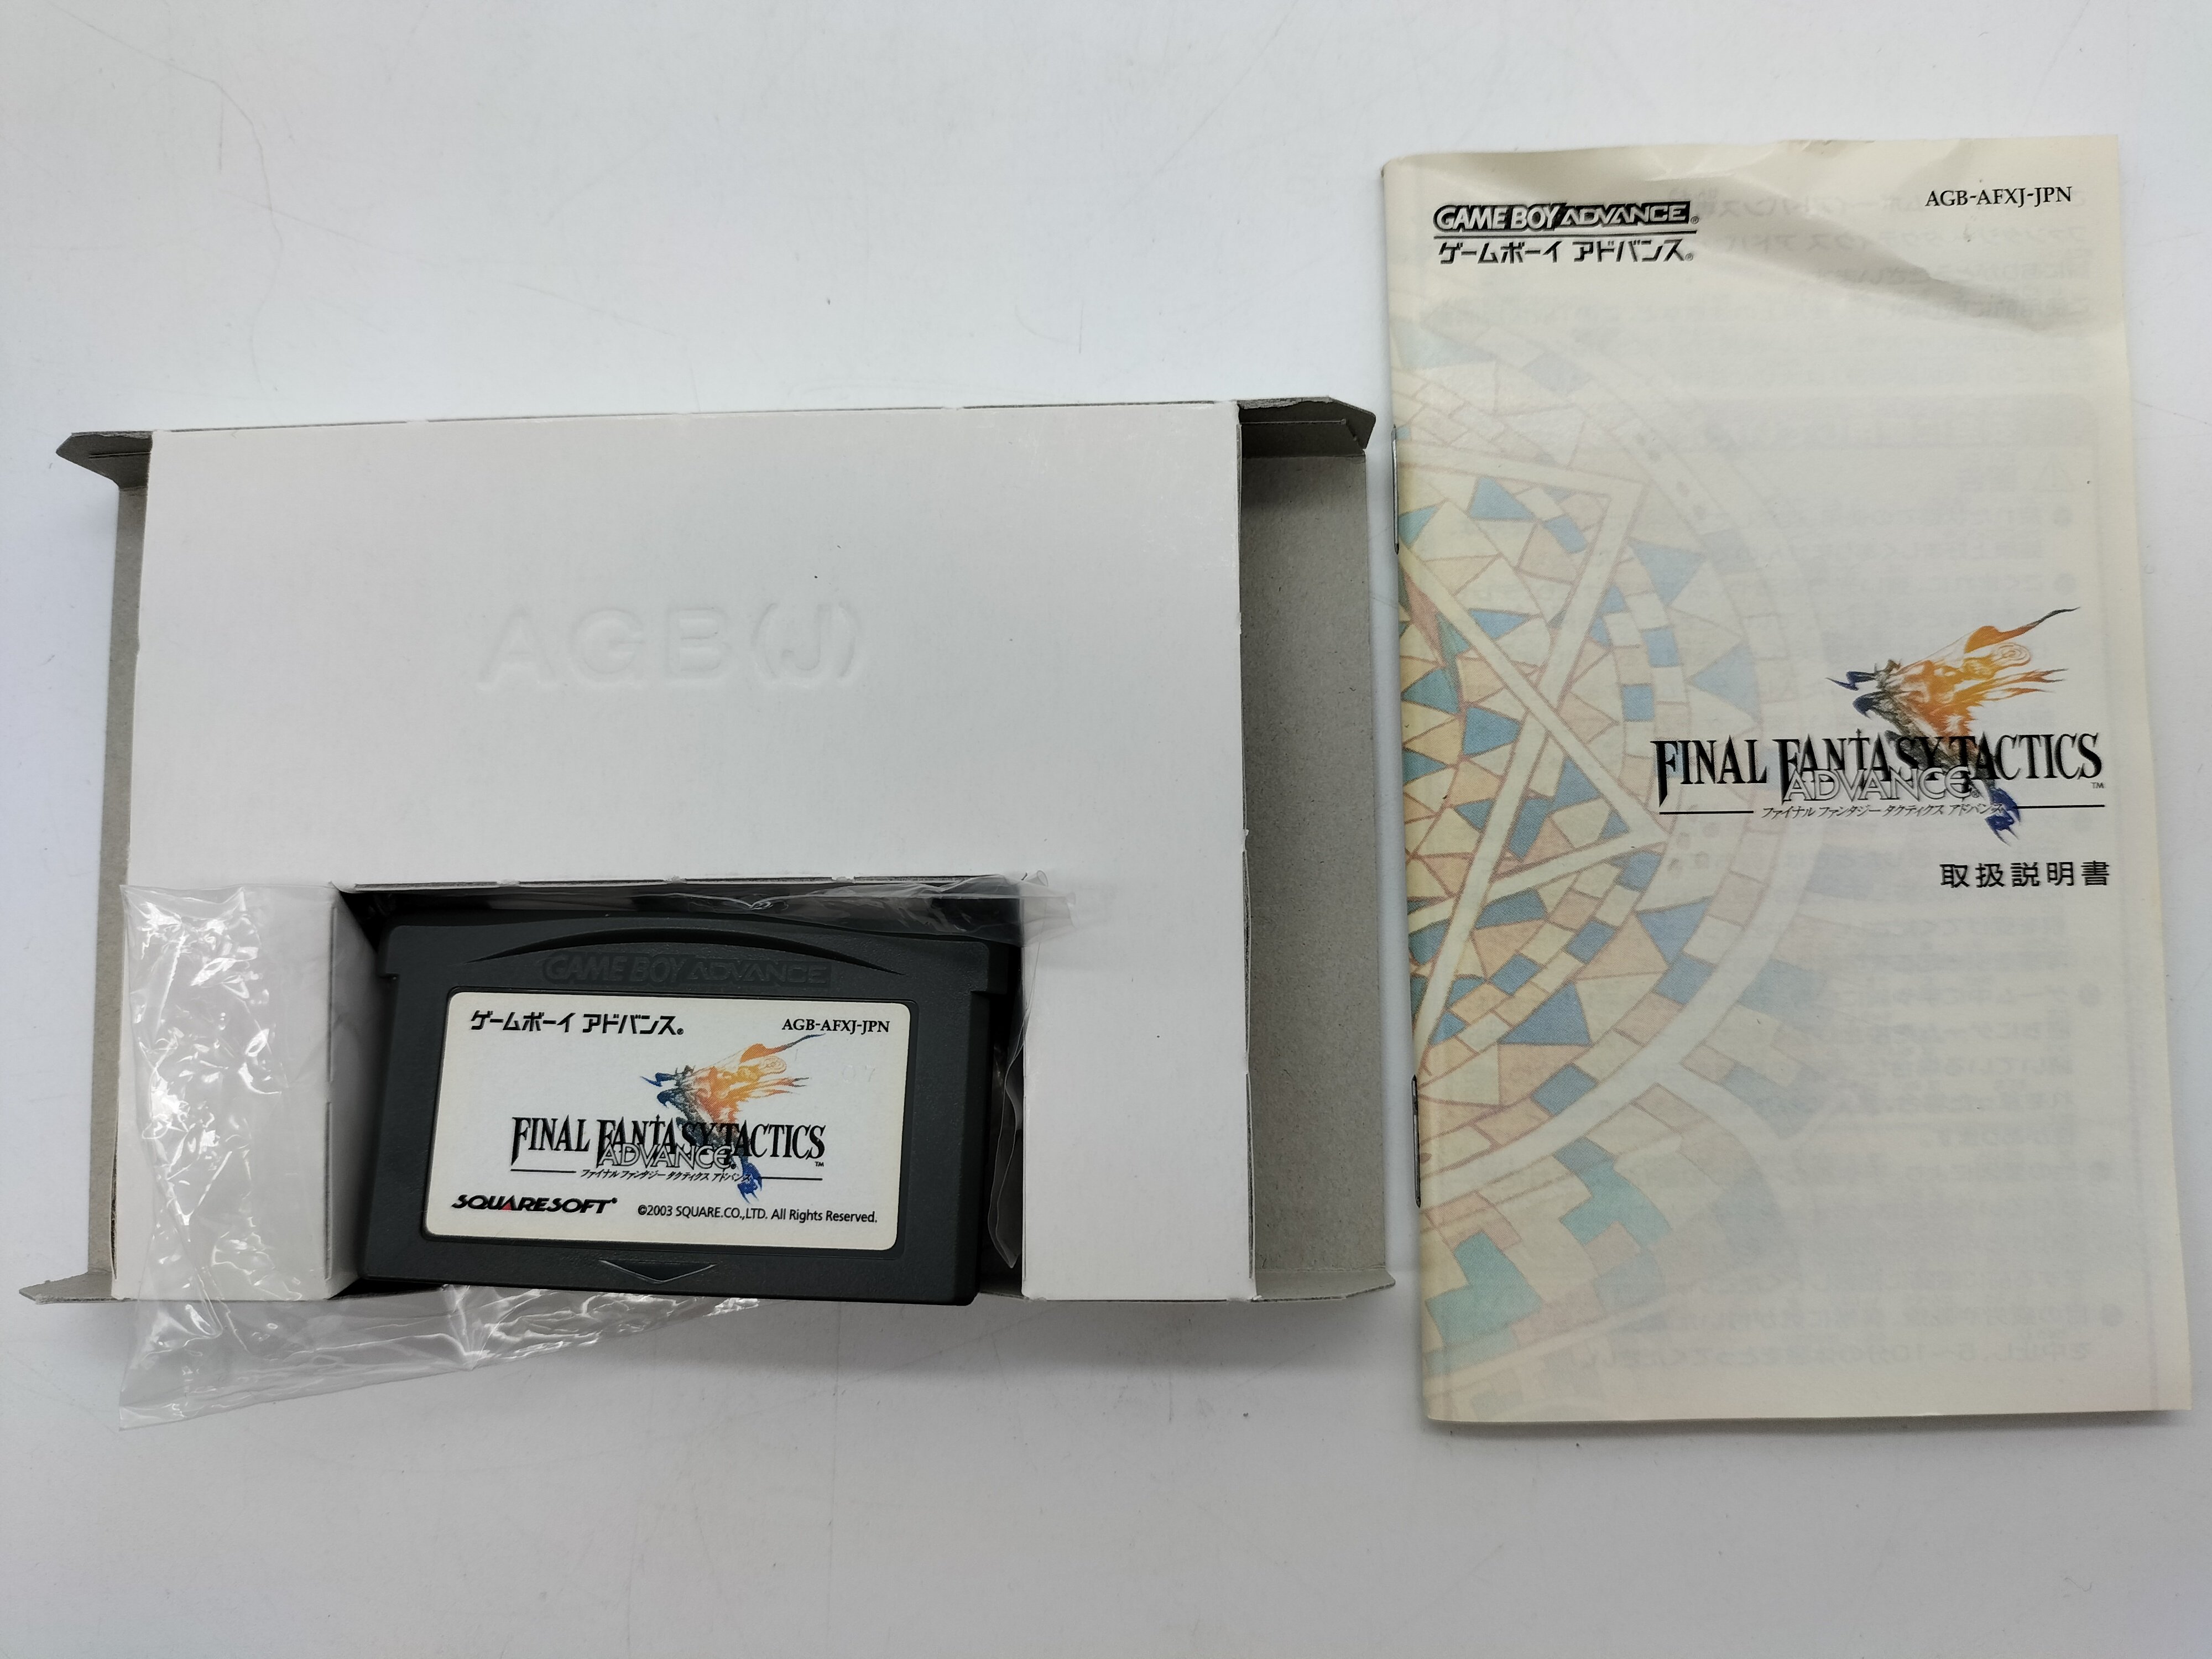 AGB(J)
GAME BOY ADVANCE
ゲームボーイ アドバンス®
AGB-AFXJ-JPN
07
FINAL FANTASY TACTICS
ADVANCE®
™
ファイナルファンタジー タクティクス アドバンス
SQUARESOFT®
©2003 SQUARE.CO.,LTD. All Rights Reserved.
GAME BOY ADVANCE®
AGB-AFXJ-JPN
ゲームボーイ アドバンス®
FINAL FANTASY TACTICS
ADVANCE®
™
ファイナルファンタジー タクティクス アドバンス
取扱説明書